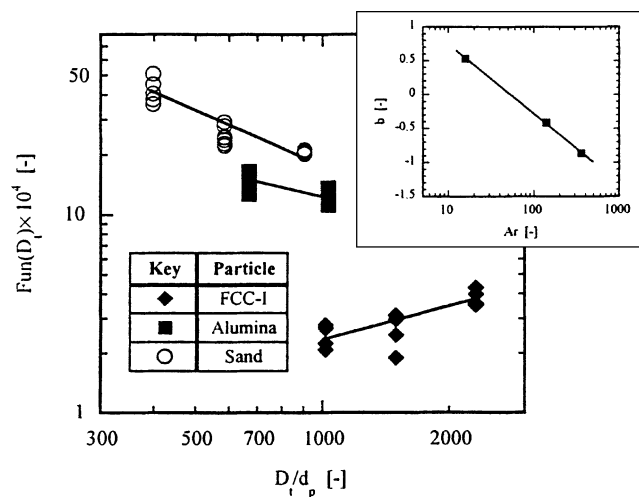 50
10
1
Fun(D_t)×10^4 [-]
300
500
700
1000
2000
D_t/d_p [-]
Key Particle
◆ FCC-I
■ Alumina
○ Sand
1
0.5
0
-0.5
-1
-1.5
b [-]
10
100
1000
Ar [-]